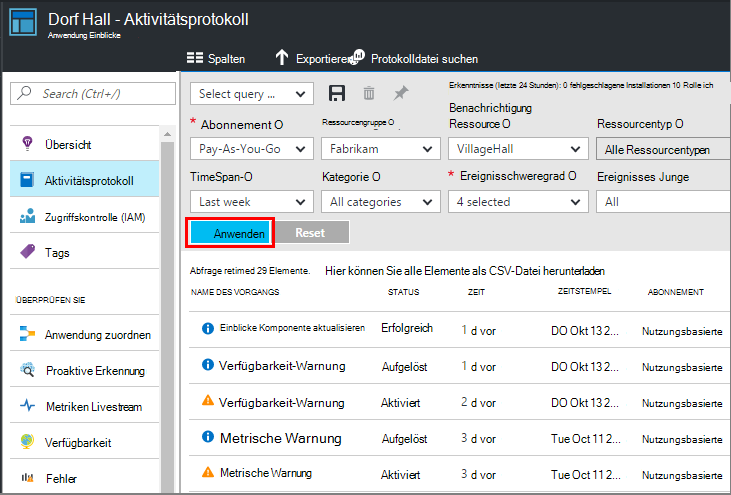 Dorf Hall - Aktivitätsprotokoll
Anwendung Einblicke
Spalten Exportieren Protokolldatei suchen
Search (Ctrl+/)
Übersicht
Aktivitätsprotokoll
Zugriffskontrolle (IAM)
Tags
ÜBERPRÜFEN SIE
Anwendung zuordnen
Proaktive Erkennung
Metriken Livestream
Verfügbarkeit
Fehler
Select query ...
Erkenntnisse (letzte 24 Stunden): 0 fehlgeschlagene Installationen 10 Rolle ich
Benachrichtigung
* Abonnement O Ressourcengruppe O Ressource O Ressourcentyp O
Pay-As-You-Go Fabrikam VillageHall Alle Ressourcentypen
TimeSpan-O Kategorie O * Ereignisschweregrad O Ereignisses Junge
Last week All categories 4 selected All
Anwenden Reset
Abfrage retimed 29 Elemente. Hier können Sie alle Elemente als CSV-Datei herunterladen
NAME DES VORGANGS STATUS ZEIT ZEITSTEMPEL ABONNEMENT
Einblicke Komponente aktualisieren Erfolgreich 1 d vor DO Okt 13 2... Nutzungsbasierte
Verfügbarkeit-Warnung Aufgelöst 1 d vor DO Okt 13 2... Nutzungsbasierte
Verfügbarkeit-Warnung Aktiviert 2 d vor DO Okt 13 2... Nutzungsbasierte
Metrische Warnung Aufgelöst 3 d vor Tue Oct 11 2... Nutzungsbasierte
Metrische Warnung Aktiviert 3 d vor Tue Oct 11 2... Nutzungsbasierte